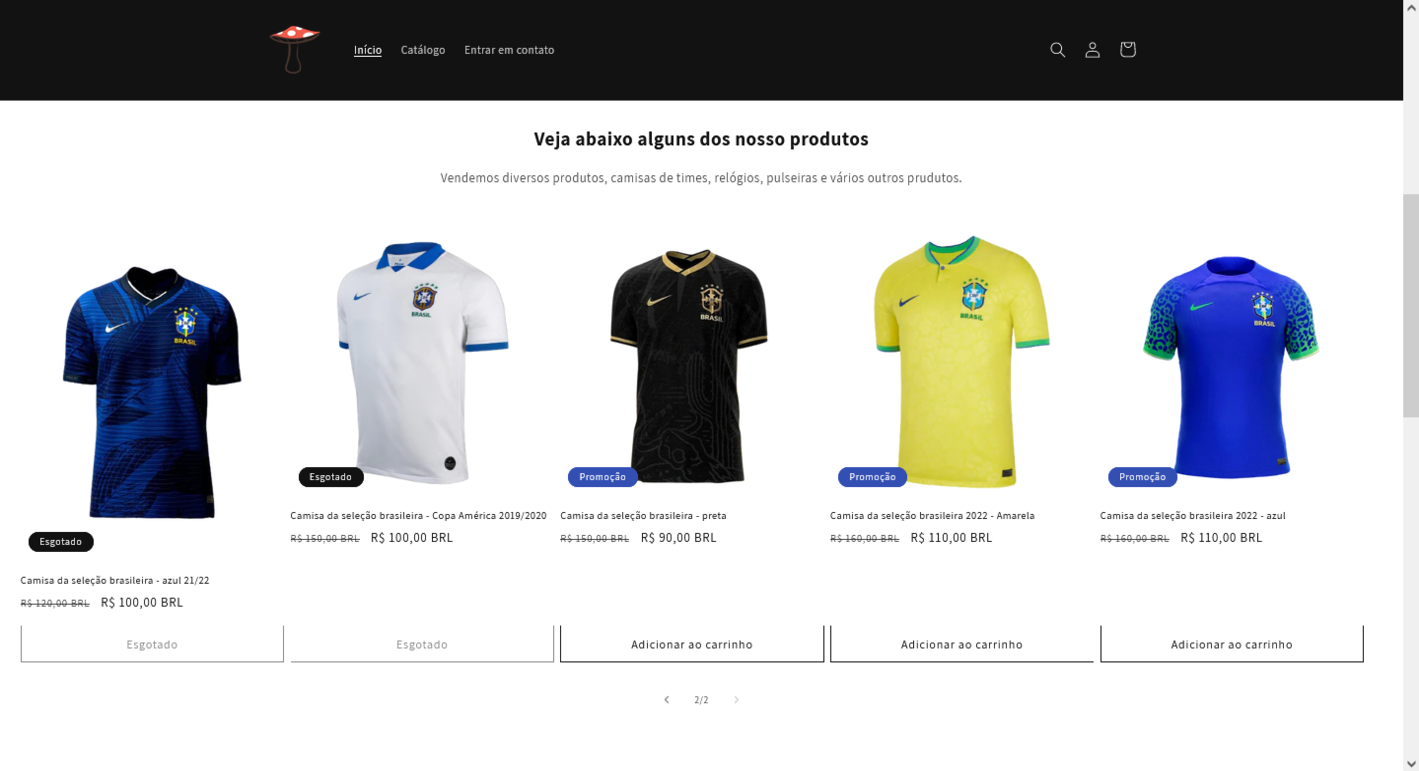 Início Catálogo Entrar em contato
Veja abaixo alguns dos nosso produtos
Vendemos diversos produtos, camisas de times, relógios, pulseiras e vários outros prudutos.
BRASIL
Esgotado
Camisa da seleção brasileira - azul 21/22
R$ 120,00 BRL R$ 100,00 BRL
Esgotado
BRASIL
Esgotado
Camisa da seleção brasileira - Copa América 2019/2020
R$ 150,00 BRL R$ 100,00 BRL
Esgotado
BRASIL
Promoção
Camisa da seleção brasileira - preta
R$ 150,00 BRL R$ 90,00 BRL
Adicionar ao carrinho
BRASIL
Promoção
Camisa da seleção brasileira 2022 - Amarela
R$ 160,00 BRL R$ 110,00 BRL
Adicionar ao carrinho
BRASIL
Promoção
Camisa da seleção brasileira 2022 - azul
R$ 160,00 BRL R$ 110,00 BRL
Adicionar ao carrinho
2/2